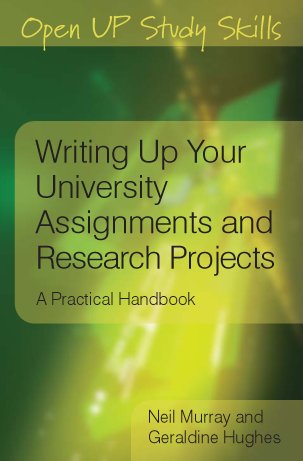 Open UP Study Skills
Writing Up Your
University
Assignments and
Research Projects
A Practical Handbook
Neil Murray and
Geraldine Hughes